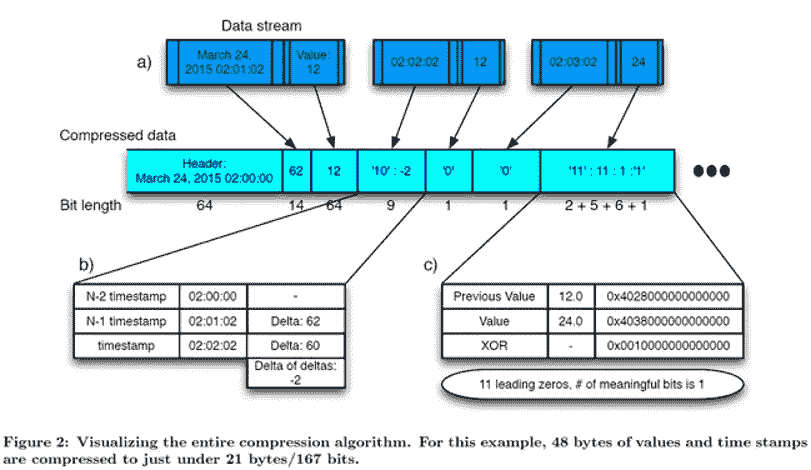 Data stream
a)
March 24,
2015 02:01:02
Value:
12
02:02:02
12
02:03:02
24
Compressed data
Header:
March 24, 2015 02:00:00
62
12
'10' : -2
'0'
'0'
'11' : 11 : 1 :'1'
Bit length
64
14
64
9
1
1
2 + 5 + 6 + 1
b)
N-2 timestamp 02:00:00 -
N-1 timestamp 02:01:02 Delta: 62
timestamp 02:02:02 Delta: 60
Delta of deltas:
-2
c)
Previous Value 12.0 0x4028000000000000
Value 24.0 0x4038000000000000
XOR - 0x0010000000000000
11 leading zeros, # of meaningful bits is 1
Figure 2: Visualizing the entire compression algorithm. For this example, 48 bytes of values and time stamps
are compressed to just under 21 bytes/167 bits.